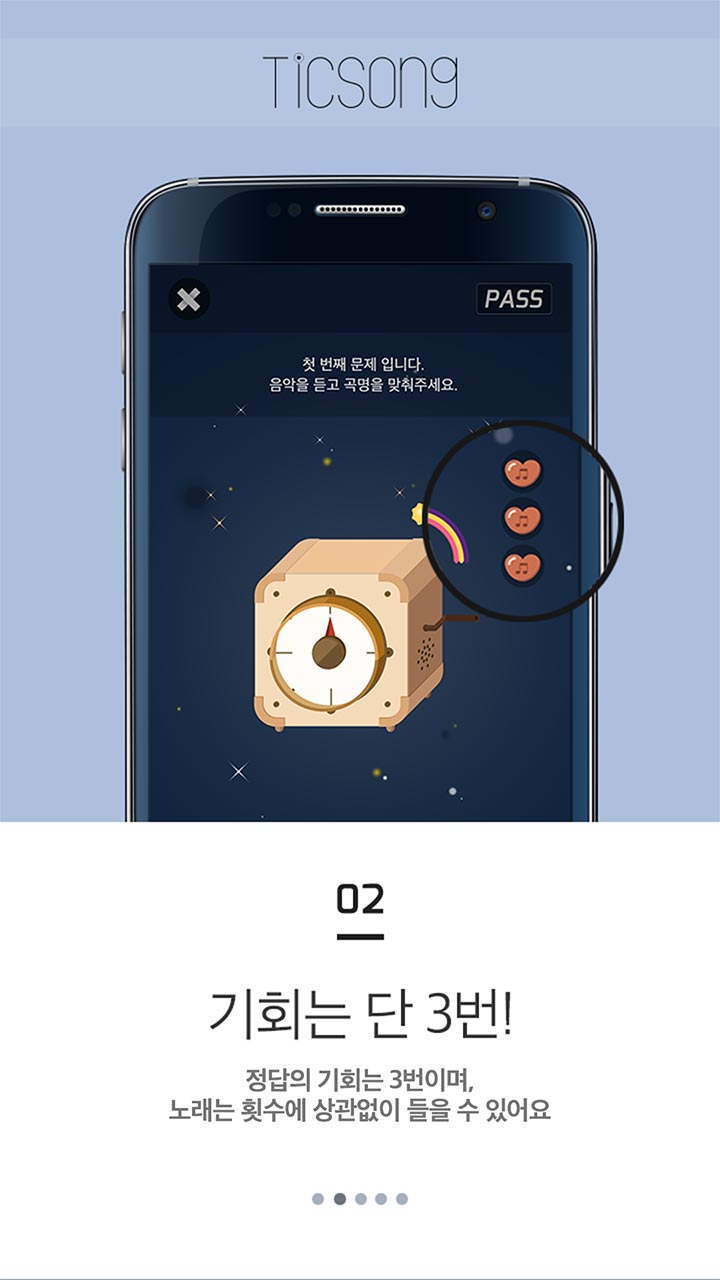 Ticsong
PASS
첫 번째 문제 입니다.
음악을 듣고 곡명을 맞춰주세요.
02
기회는 단 3번!
정답의 기회는 3번이며,
노래는 횟수에 상관없이 들을 수 있어요